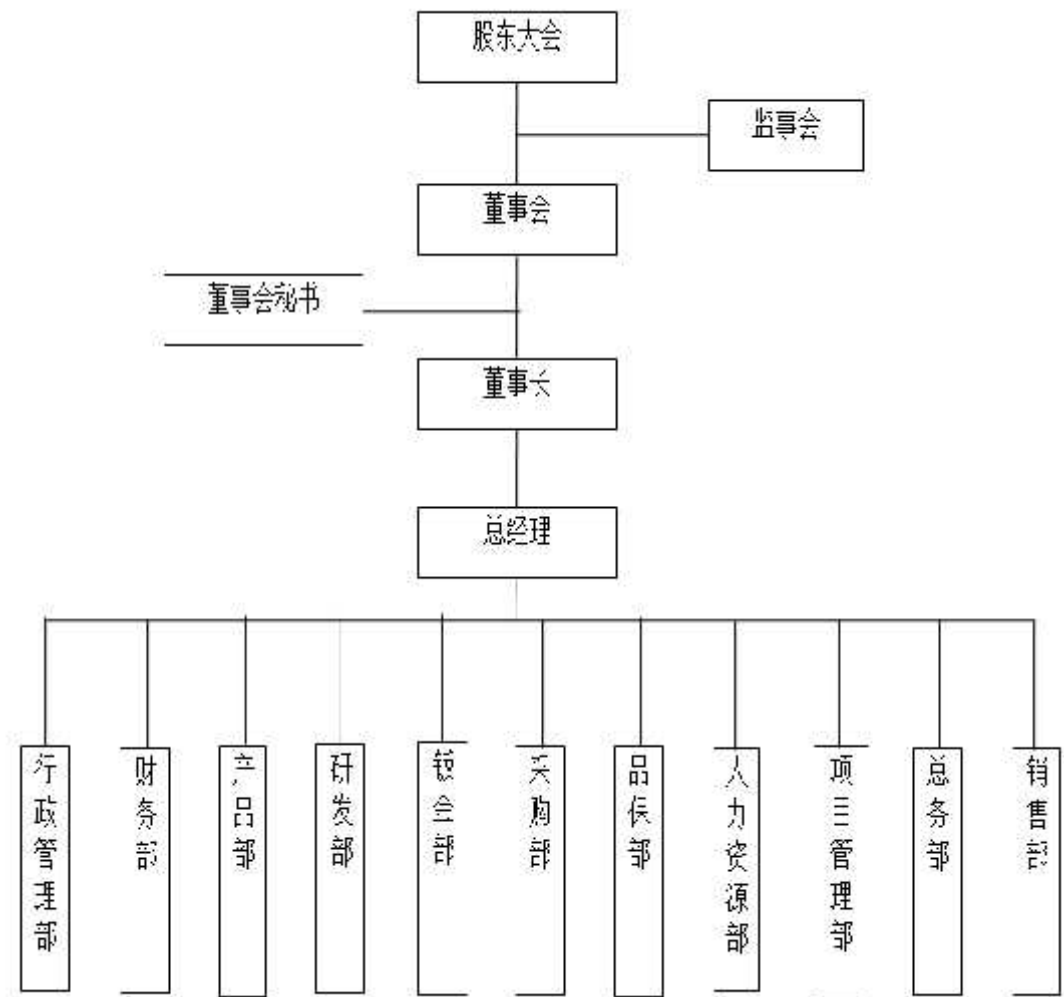 股东大会
监事会
董事会
董事会秘书
董事长
总经理
行政管理部
财务部
产品部
研发部
钣金部
采购部
品保部
人力资源部
项目管理部
总务部
销售部